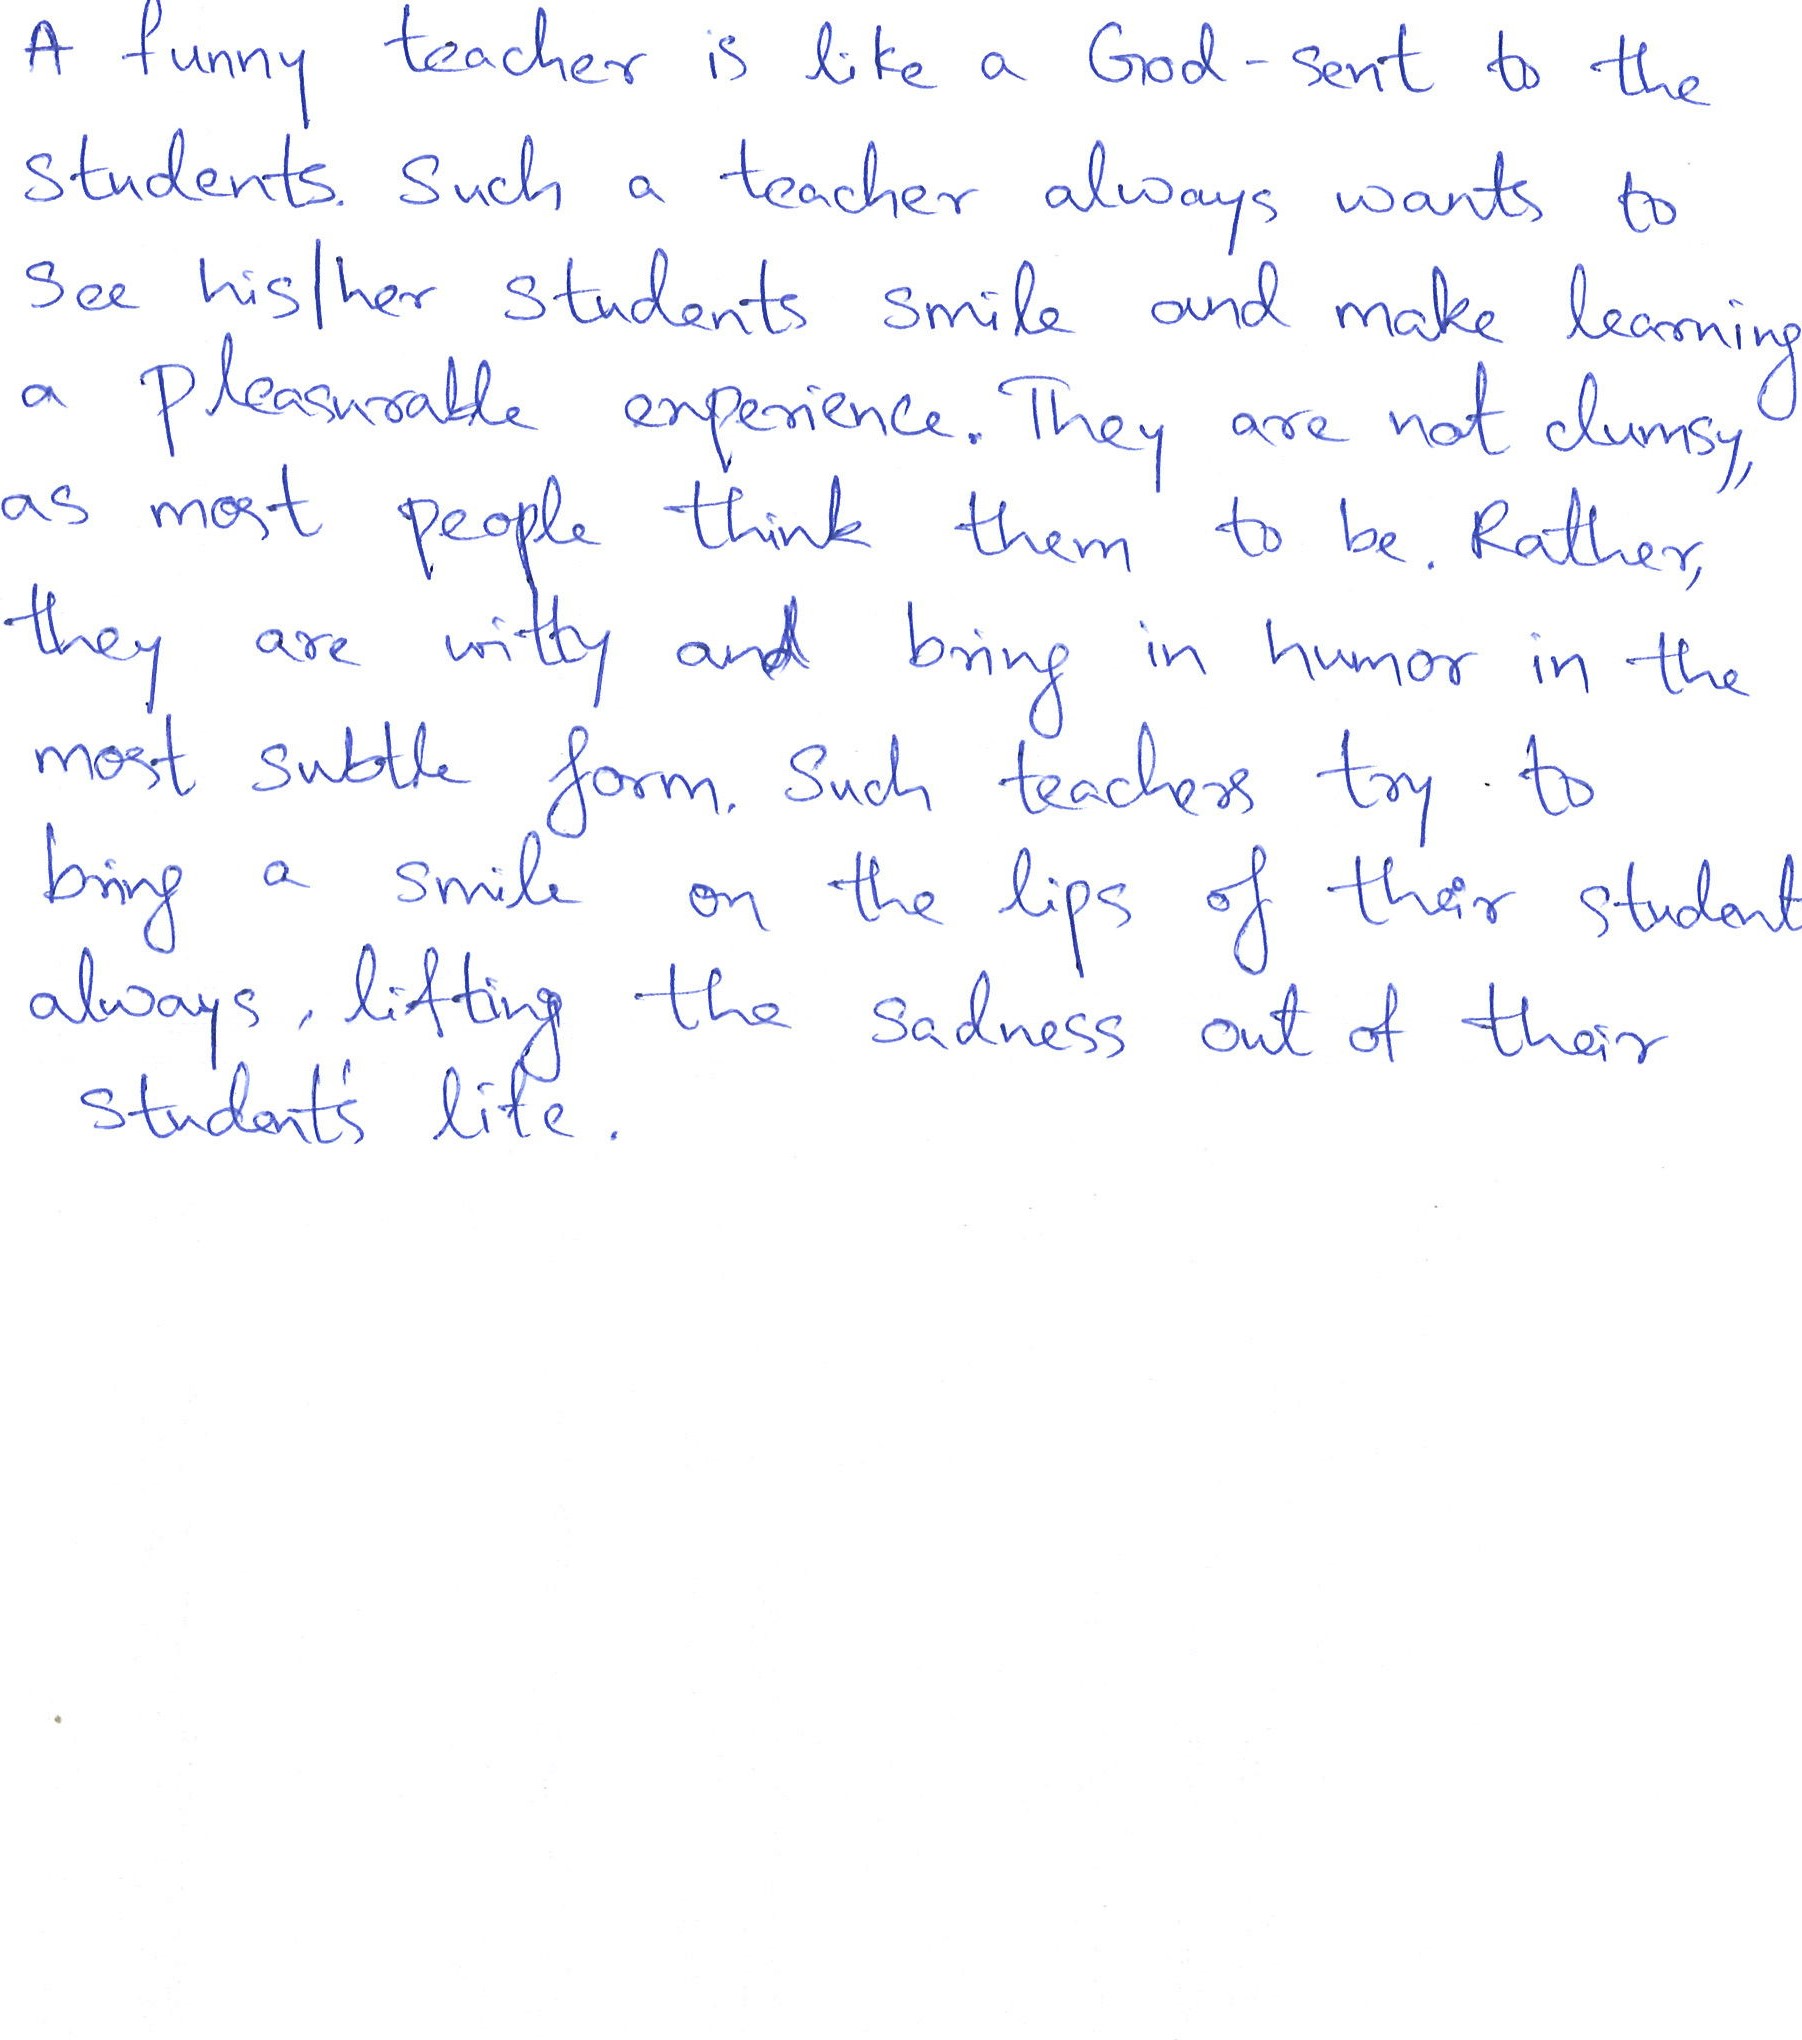 A funny teacher is like a God-sent to the
students. Such a teacher always wants to
see his/her students smile and make learning
a pleasurable experience. They are not clumsy,
as most people think them to be. Rather,
they are witty and bring in humor in the
most subtle form. Such teachers try to
bring a smile on the lips of their student
always, lifting the sadness out of their
student's life.